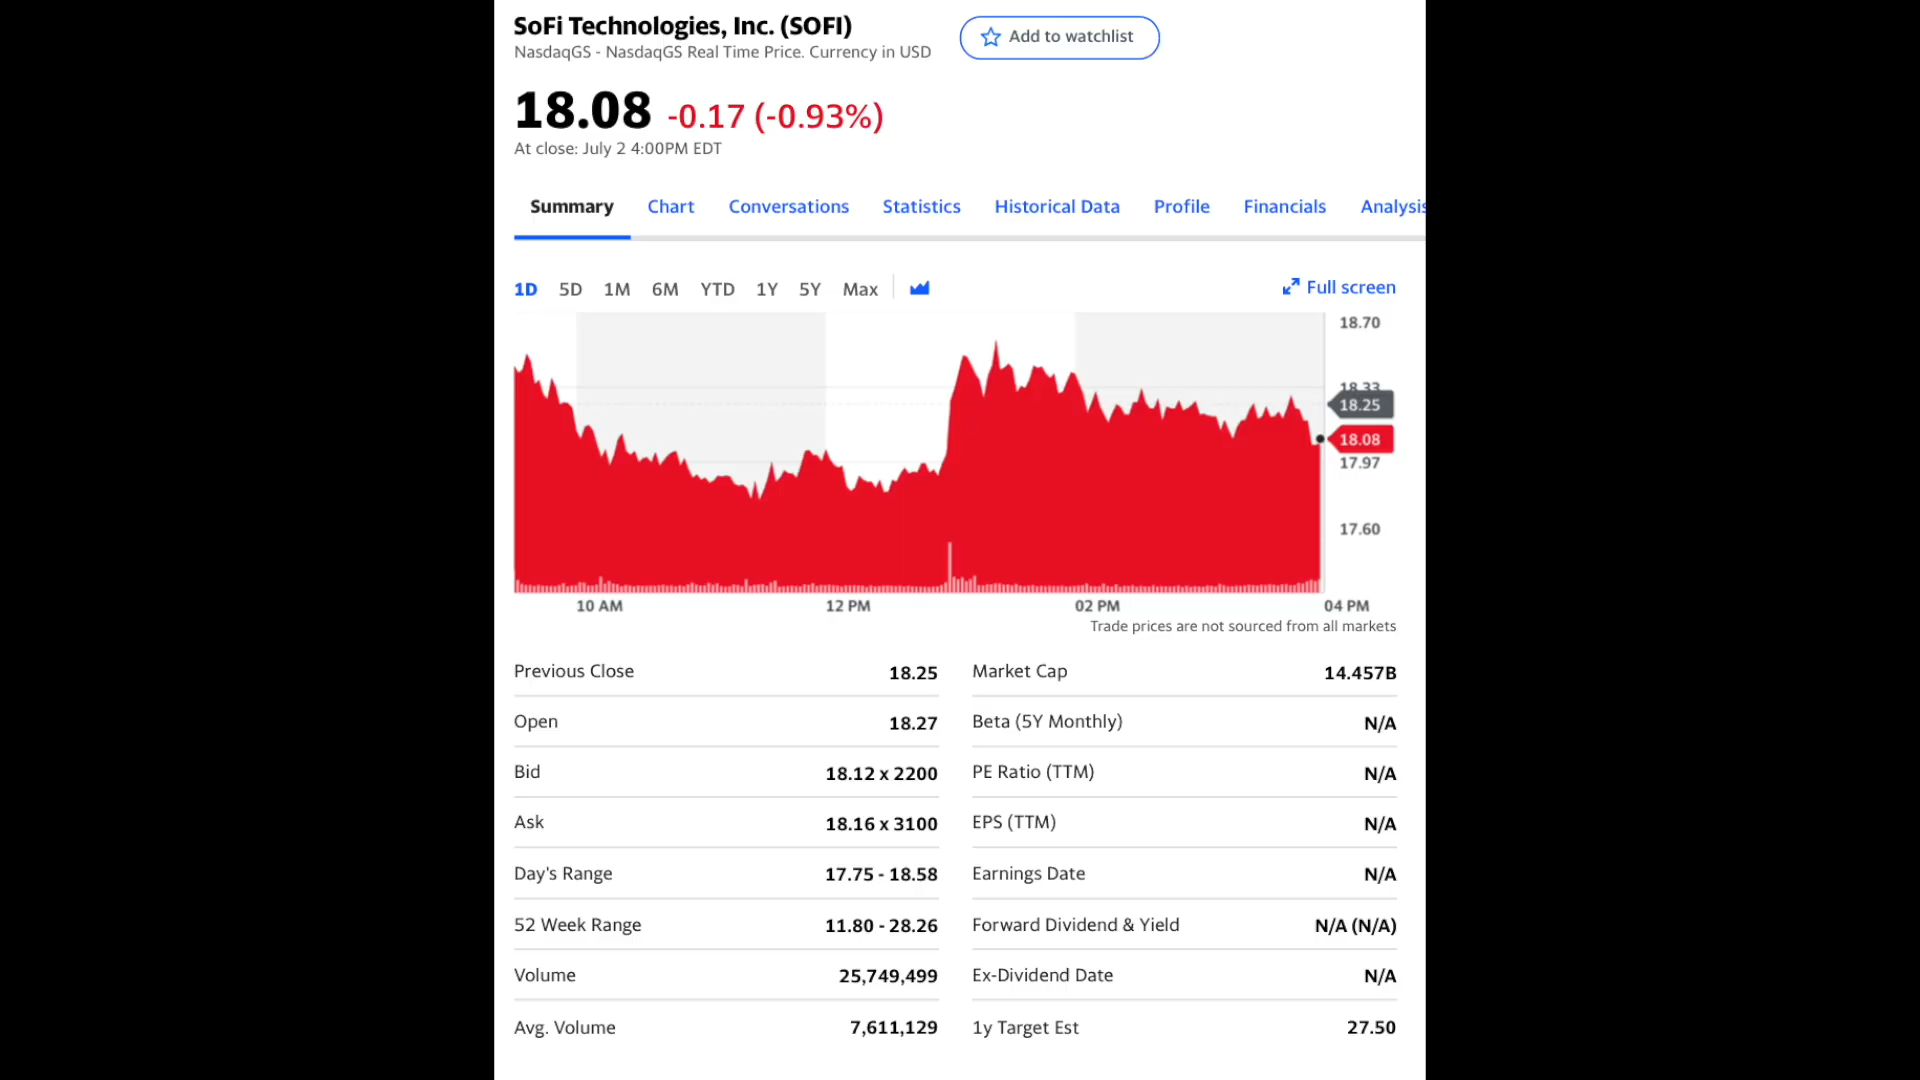 SoFi Technologies, Inc. (SOFI)
Add to watchlist
NasdaqGS - NasdaqGS Real Time Price. Currency in USD
18.08 -0.17 (-0.93%)
At close: July 2 4:00PM EDT
Summary Chart Conversations Statistics Historical Data Profile Financials Analysis
1D 5D 1M 6M YTD 1Y 5Y Max Full screen
18.70
18.33
18.25
18.08
17.97
17.60
10 AM 12 PM 02 PM 04 PM
Trade prices are not sourced from all markets
Previous Close 18.25 Market Cap 14.457B
Open 18.27 Beta (5Y Monthly) N/A
Bid 18.12 x 2200 PE Ratio (TTM) N/A
Ask 18.16 x 3100 EPS (TTM) N/A
Day's Range 17.75 - 18.58 Earnings Date N/A
52 Week Range 11.80 - 28.26 Forward Dividend & Yield N/A (N/A)
Volume 25,749,499 Ex-Dividend Date N/A
Avg. Volume 7,611,129 1y Target Est 27.50